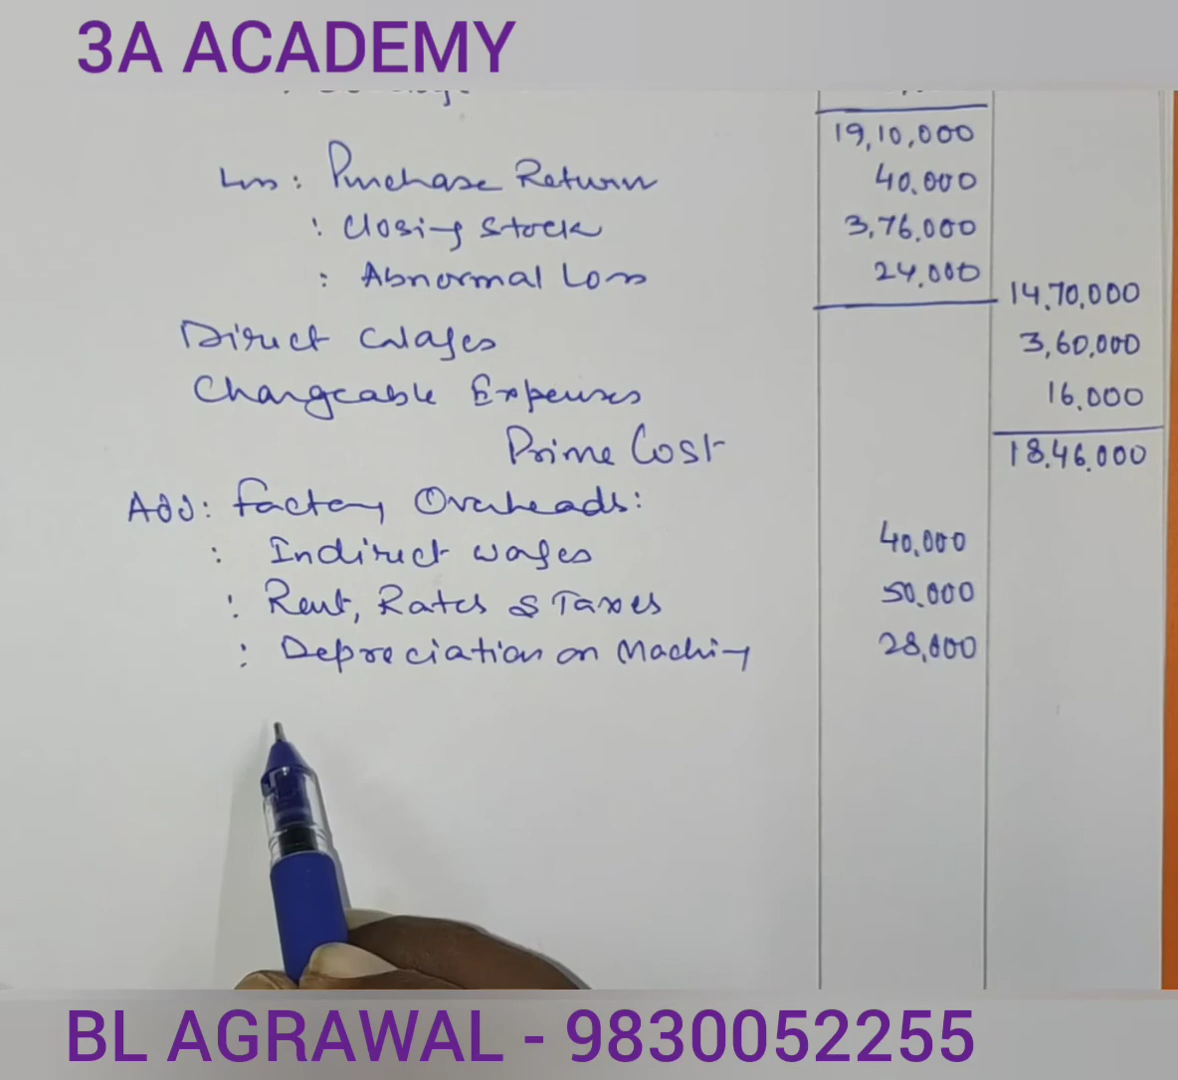 3A ACADEMY
19,10,000
Less: Purchase Return 40,000
: Closing Stock 3,76,000
: Abnormal Loss 24,000 14,70,000
Direct Wages 3,60,000
Chargeable Expenses 16,000
Prime Cost 18,46,000
Add: Factory Overheads:
: Indirect wages 40,000
: Rent, Rates & Taxes 50,000
: Depreciation on Machinery 28,000
BL AGRAWAL - 9830052255